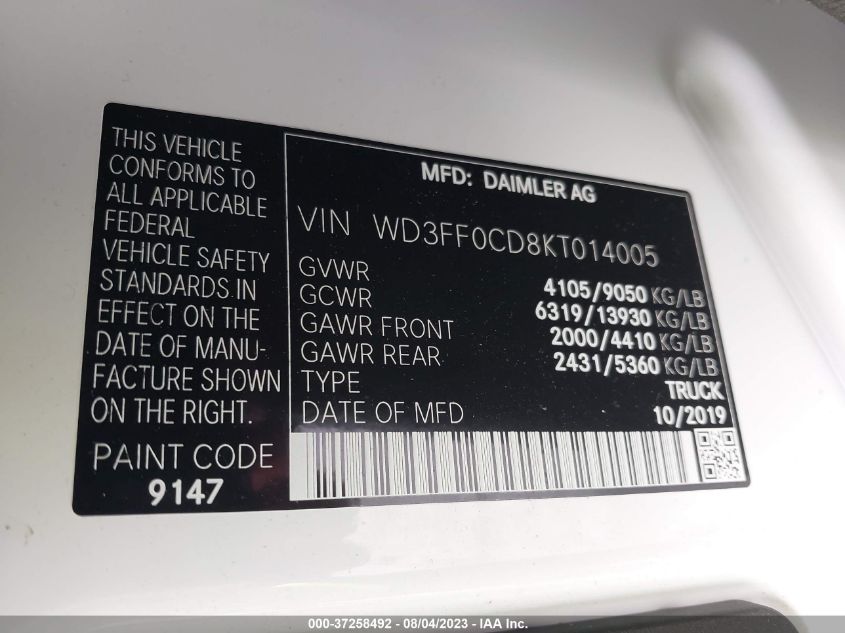 THIS VEHICLE
CONFORMS TO
ALL APPLICABLE
FEDERAL
VEHICLE SAFETY
STANDARDS IN
EFFECT ON THE
DATE OF MANU-
FACTURE SHOWN
ON THE RIGHT.
PAINT CODE
9147
MFD: DAIMLER AG
VIN WD3FF0CD8KT014005
GVWR 4105/9050 KG/LB
GCWR 6319/13930 KG/LB
GAWR FRONT 2000/4410 KG/LB
GAWR REAR 2431/5360 KG/LB
TYPE TRUCK
DATE OF MFD 10/2019
000-37258492 - 08/04/2023 - IAA Inc.